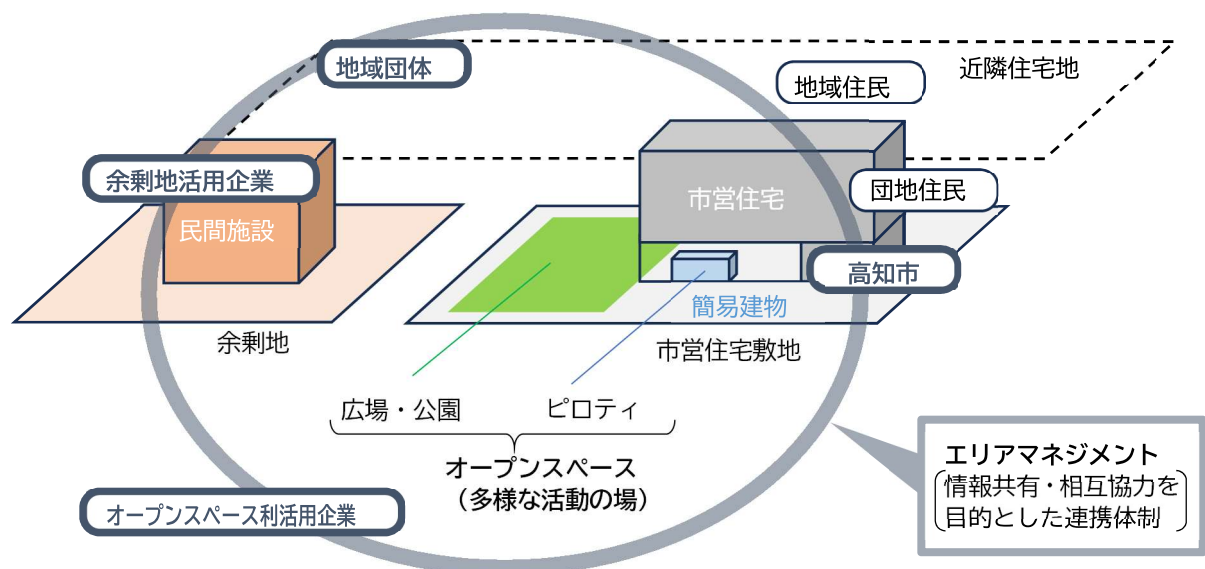 地域団体
近隣住宅地
地域住民
余剰地活用企業
市営住宅
団地住民
民間施設
高知市
簡易建物
余剰地
市営住宅敷地
広場・公園
ピロティ
オープンスペース
（多様な活動の場）
エリアマネジメント
情報共有・相互協力を
目的とした連携体制
オープンスペース利活用企業